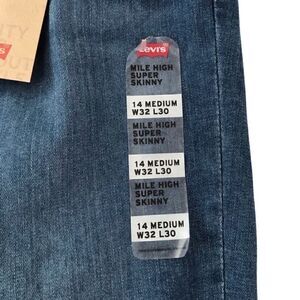 Levi's
MILE HIGH
SUPER
SKINNY
14 MEDIUM
W32 L30
MILE HIGH
SUPER
SKINNY
14 MEDIUM
W32 L30
MILE HIGH
SUPER
SKINNY
14 MEDIUM
W32 L30